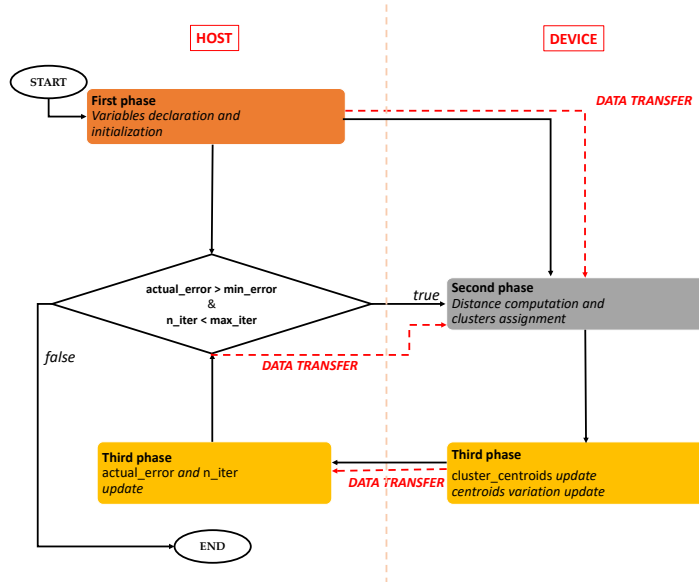 HOST
DEVICE
START
First phase
Variables declaration and
initialization
DATA TRANSFER
actual_error > min_error
&
n_iter < max_iter
true
Second phase
Distance computation and
clusters assignment
false
DATA TRANSFER
Third phase
actual_error and n_iter
update
DATA TRANSFER
Third phase
cluster_centroids update
centroids variation update
END